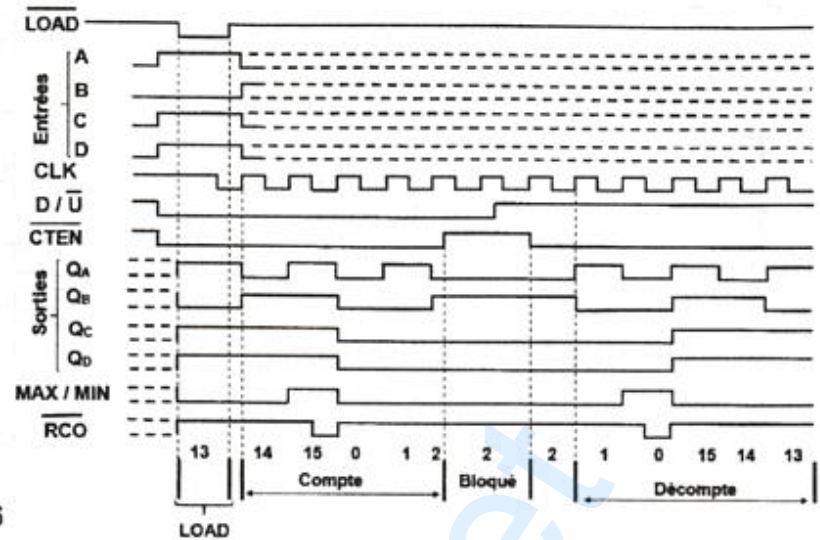 LOAD
A
B
C
D
Entrées
CLK
D / U
CTEN
QA
QB
QC
QD
Sorties
MAX / MIN
RCO
13 14 15 0 1 2 2 2 1 0 15 14 13
Compte Bloqué Décompte
LOAD